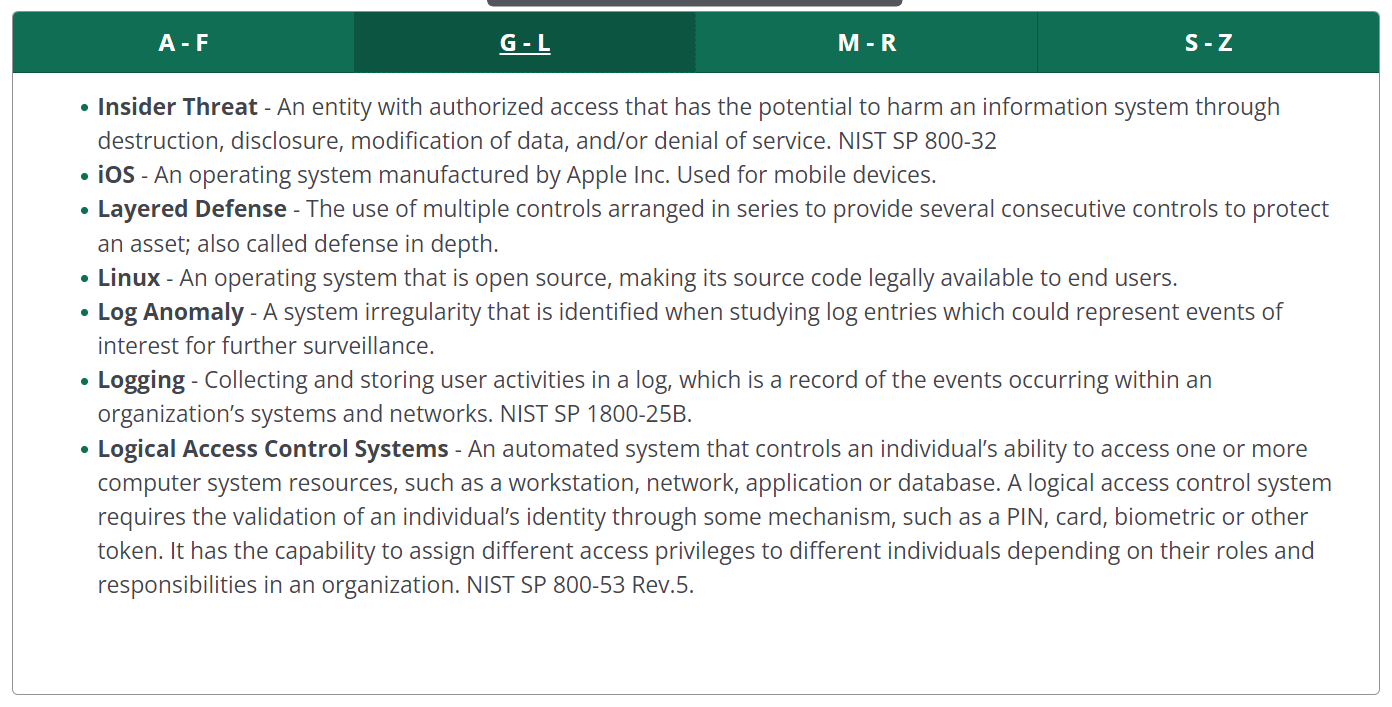 A - F
G - L
M - R
S - Z
• Insider Threat - An entity with authorized access that has the potential to harm an information system through
destruction, disclosure, modification of data, and/or denial of service. NIST SP 800-32
• iOS - An operating system manufactured by Apple Inc. Used for mobile devices.
• Layered Defense - The use of multiple controls arranged in series to provide several consecutive controls to protect
an asset; also called defense in depth.
• Linux - An operating system that is open source, making its source code legally available to end users.
• Log Anomaly - A system irregularity that is identified when studying log entries which could represent events of
interest for further surveillance.
• Logging - Collecting and storing user activities in a log, which is a record of the events occurring within an
organization’s systems and networks. NIST SP 1800-25B.
• Logical Access Control Systems - An automated system that controls an individual’s ability to access one or more
computer system resources, such as a workstation, network, application or database. A logical access control system
requires the validation of an individual’s identity through some mechanism, such as a PIN, card, biometric or other
token. It has the capability to assign different access privileges to different individuals depending on their roles and
responsibilities in an organization. NIST SP 800-53 Rev.5.